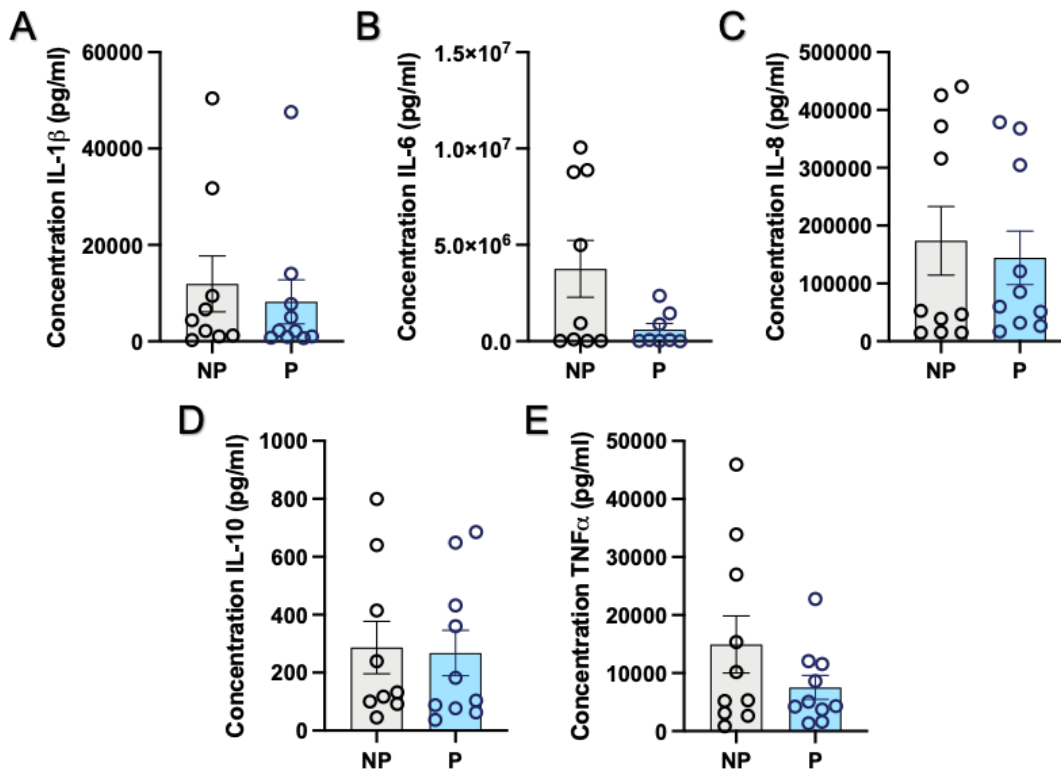 A
Concentration IL-1β (pg/ml)
60000
40000
20000
0
NP
P
B
Concentration IL-6 (pg/ml)
1.5×10⁷
1.0×10⁷
5.0×10⁶
0.0
NP
P
C
Concentration IL-8 (pg/ml)
500000
400000
300000
200000
100000
0
NP
P
D
Concentration IL-10 (pg/ml)
1000
800
600
400
200
0
NP
P
E
Concentration TNFα (pg/ml)
50000
40000
30000
20000
10000
0
NP
P